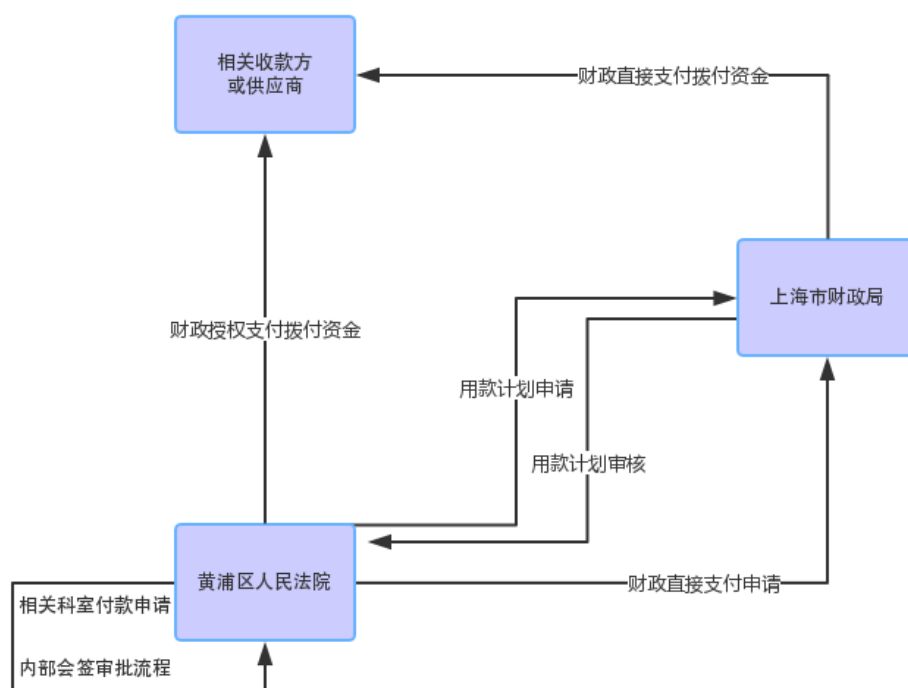 相关收款方
或供应商
财政直接支付拨付资金
上海市财政局
财政授权支付拨付资金
用款计划申请
用款计划审核
黄浦区人民法院
财政直接支付申请
相关科室付款申请
内部会签审批流程